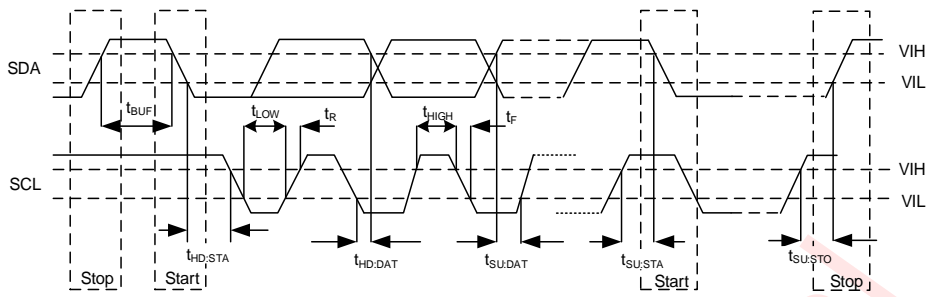 SDA
VIH
VIL
tBUF
tLOW
tR
tHIGH
tF
SCL
VIH
VIL
tHD:STA
tHD:DAT
tSU:DAT
tSU:STA
tSU:STO
Stop
Start
Start
Stop